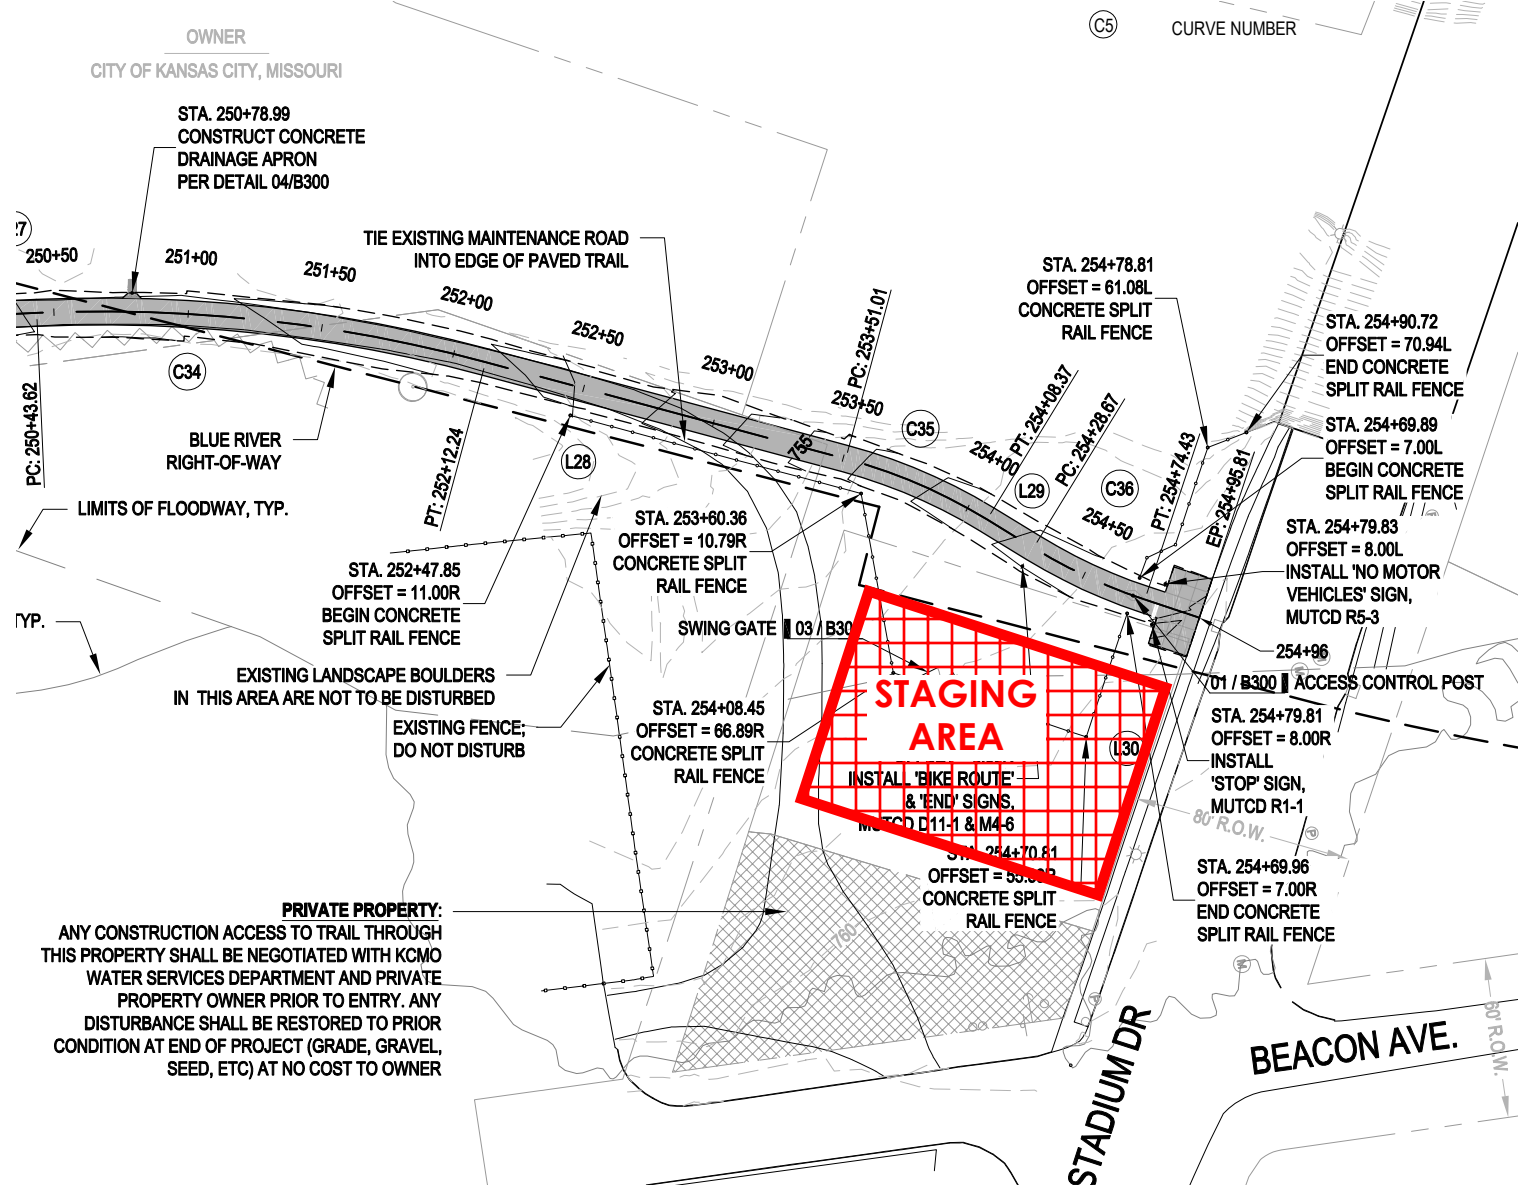 OWNER
CITY OF KANSAS CITY, MISSOURI
C5
CURVE NUMBER
STA. 250+78.99
CONSTRUCT CONCRETE
DRAINAGE APRON
PER DETAIL 04/B300
250+50
251+00
251+50
252+00
252+50
253+00
253+50
254+00
254+50
TIE EXISTING MAINTENANCE ROAD
INTO EDGE OF PAVED TRAIL
PC: 253+51.01
STA. 254+78.81
OFFSET = 61.08L
CONCRETE SPLIT
RAIL FENCE
STA. 254+90.72
OFFSET = 70.94L
END CONCRETE
SPLIT RAIL FENCE
STA. 254+69.89
OFFSET = 7.00L
BEGIN CONCRETE
SPLIT RAIL FENCE
C34
C35
C36
L28
L29
PC: 250+43.62
PT: 252+12.24
PT: 254+08.37
PC: 254+28.67
PT: 254+74.43
EP: 254+95.81
755
BLUE RIVER
RIGHT-OF-WAY
LIMITS OF FLOODWAY, TYP.
STA. 253+60.36
OFFSET = 10.79R
CONCRETE SPLIT
RAIL FENCE
STA. 254+79.83
OFFSET = 8.00L
INSTALL 'NO MOTOR
VEHICLES' SIGN,
MUTCD R5-3
STA. 252+47.85
OFFSET = 11.00R
BEGIN CONCRETE
SPLIT RAIL FENCE
TYP.
SWING GATE 03 / B30
254+96
01 / B300 ACCESS CONTROL POST
EXISTING LANDSCAPE BOULDERS
IN THIS AREA ARE NOT TO BE DISTURBED
STAGING
AREA
STA. 254+08.45
OFFSET = 66.89R
CONCRETE SPLIT
RAIL FENCE
EXISTING FENCE;
DO NOT DISTURB
L30
STA. 254+79.81
OFFSET = 8.00R
INSTALL
'STOP' SIGN,
MUTCD R1-1
INSTALL 'BIKE ROUTE'
& 'END' SIGNS,
MUTCD D11-1 & M4-6
80' R.O.W.
STA. 254+70.81
OFFSET =
CONCRETE SPLIT
RAIL FENCE
STA. 254+69.96
OFFSET = 7.00R
END CONCRETE
SPLIT RAIL FENCE
760
PRIVATE PROPERTY:
ANY CONSTRUCTION ACCESS TO TRAIL THROUGH
THIS PROPERTY SHALL BE NEGOTIATED WITH KCMO
WATER SERVICES DEPARTMENT AND PRIVATE
PROPERTY OWNER PRIOR TO ENTRY. ANY
DISTURBANCE SHALL BE RESTORED TO PRIOR
CONDITION AT END OF PROJECT (GRADE, GRAVEL,
SEED, ETC) AT NO COST TO OWNER
M
M
P
M
P
STADIUM DR
BEACON AVE.
60' R.O.W.